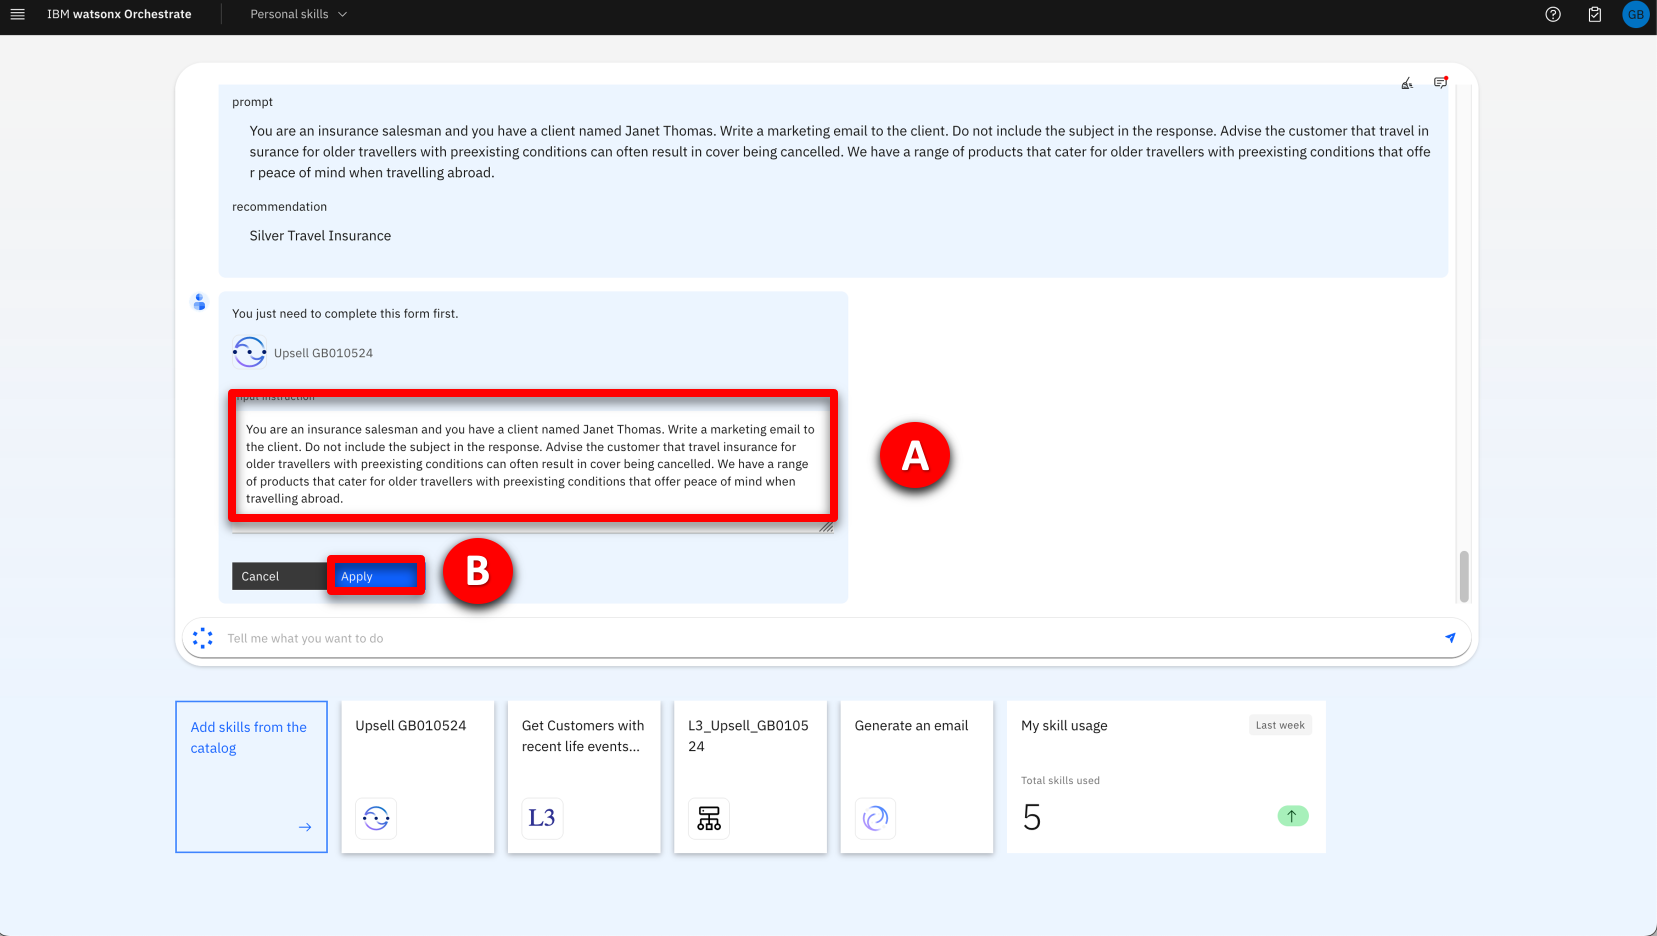 IBM watsonx Orchestrate
Personal skills
GB
prompt
You are an insurance salesman and you have a client named Janet Thomas. Write a marketing email to the client. Do not include the subject in the response. Advise the customer that travel in
surance for older travellers with preexisting conditions can often result in cover being cancelled. We have a range of products that cater for older travellers with preexisting conditions that offe
r peace of mind when travelling abroad.
recommendation
Silver Travel Insurance
You just need to complete this form first.
Upsell GB010524
input instruction
You are an insurance salesman and you have a client named Janet Thomas. Write a marketing email to
the client. Do not include the subject in the response. Advise the customer that travel insurance for
older travellers with preexisting conditions can often result in cover being cancelled. We have a range
of products that cater for older travellers with preexisting conditions that offer peace of mind when
travelling abroad.
A
Cancel
Apply
B
Tell me what you want to do
Add skills from the
catalog
Upsell GB010524
Get Customers with
recent life events...
L3
L3_Upsell_GB0105
24
Generate an email
My skill usage
Last week
Total skills used
5